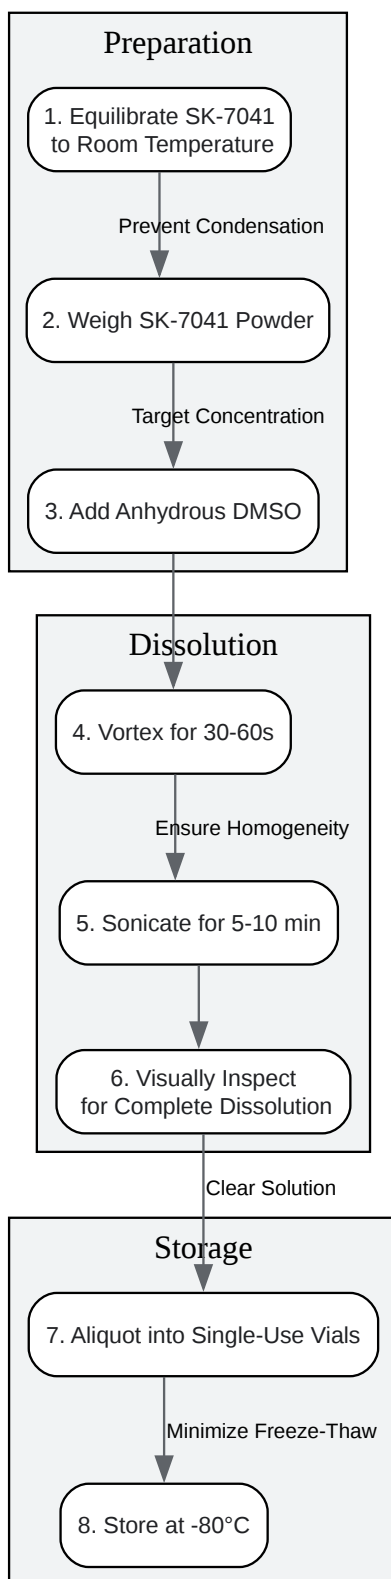 Preparation
1. Equilibrate SK-7041
to Room Temperature
Prevent Condensation
2. Weigh SK-7041 Powder
Target Concentration
3. Add Anhydrous DMSO
Dissolution
4. Vortex for 30-60s
Ensure Homogeneity
5. Sonicate for 5-10 min
6. Visually Inspect
for Complete Dissolution
Clear Solution
Storage
7. Aliquot into Single-Use Vials
Minimize Freeze-Thaw
8. Store at -80°C